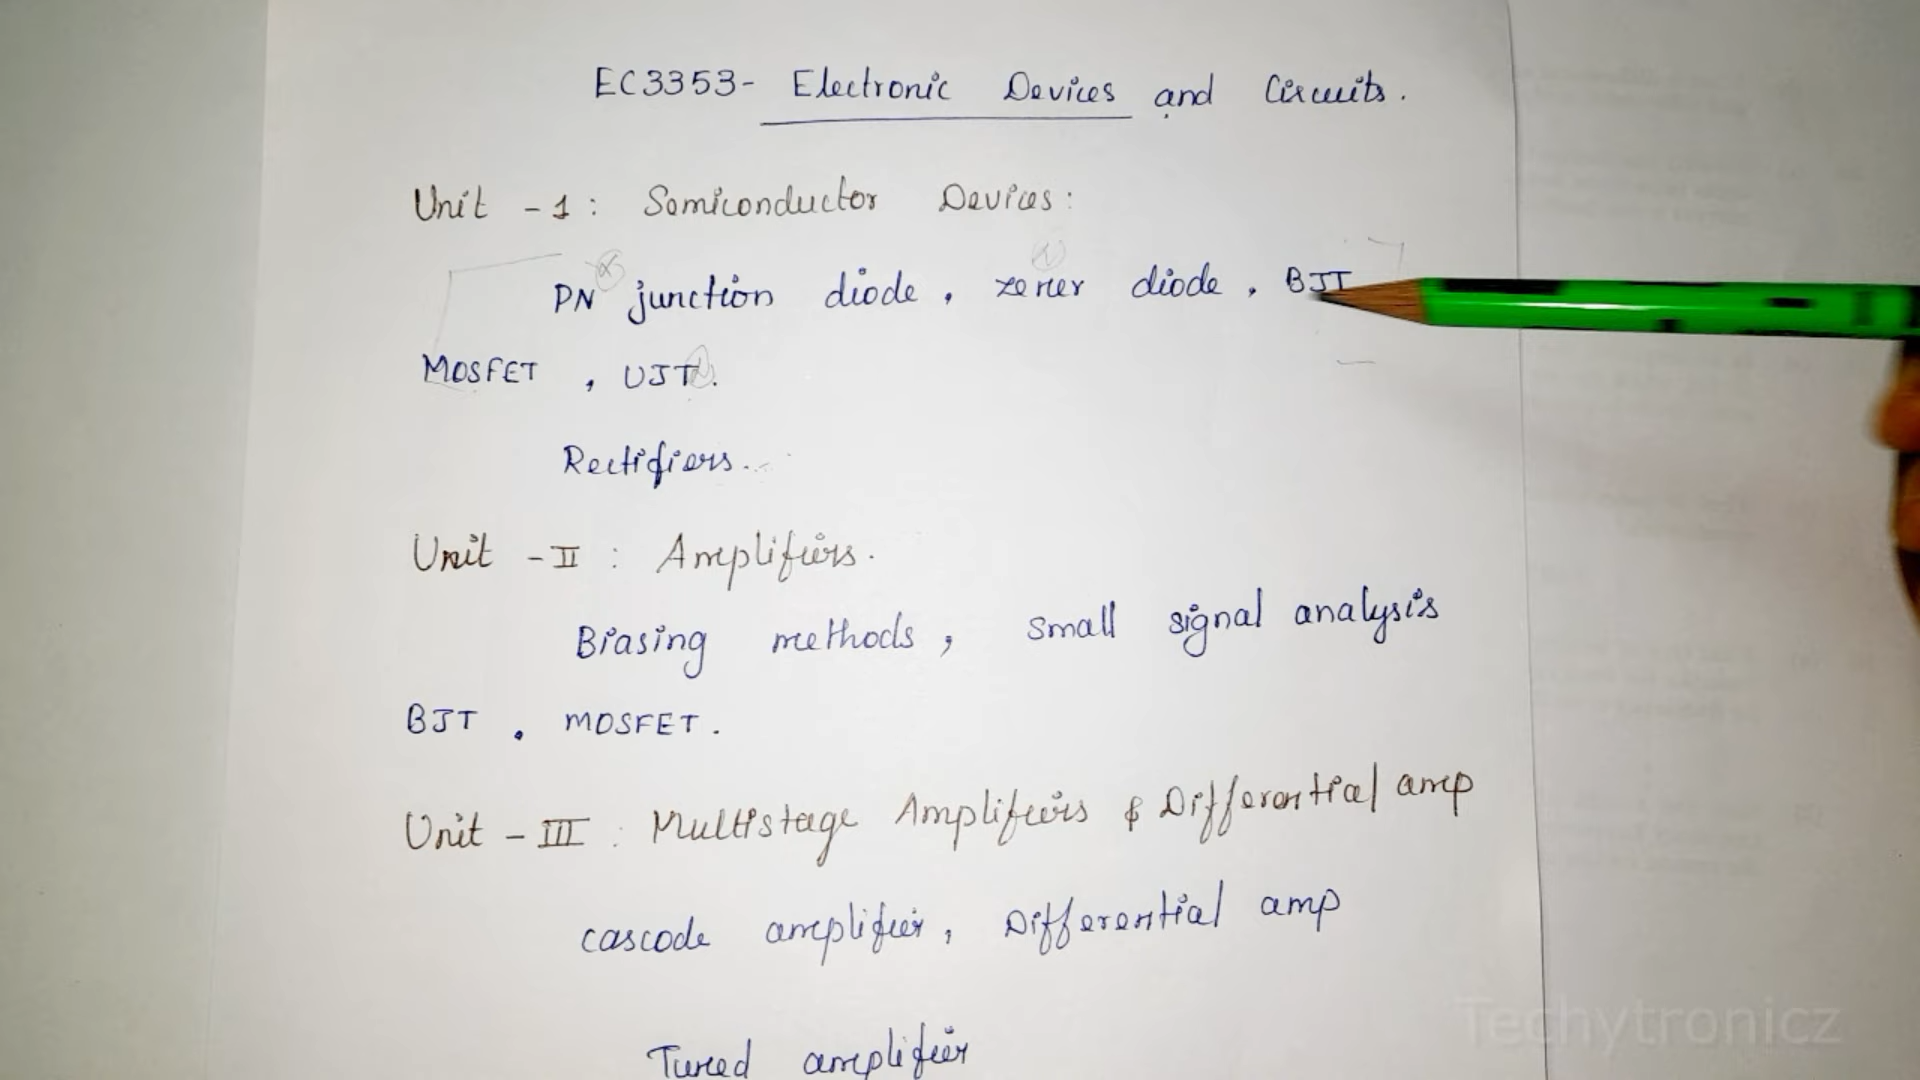 EC3353- Electronic Devices and Circuits.
Unit - 1 : Semiconductor Devices:
PN junction diode, zener diode, BJT
MOSFET, UJT.
Rectifiers..
Unit - II : Amplifiers.
Biasing methods, small signal analysis
BJT, MOSFET.
Unit - III : Multistage Amplifiers & Differential amp
cascode amplifier, Differential amp
Tuned amplifier
Techytronicz